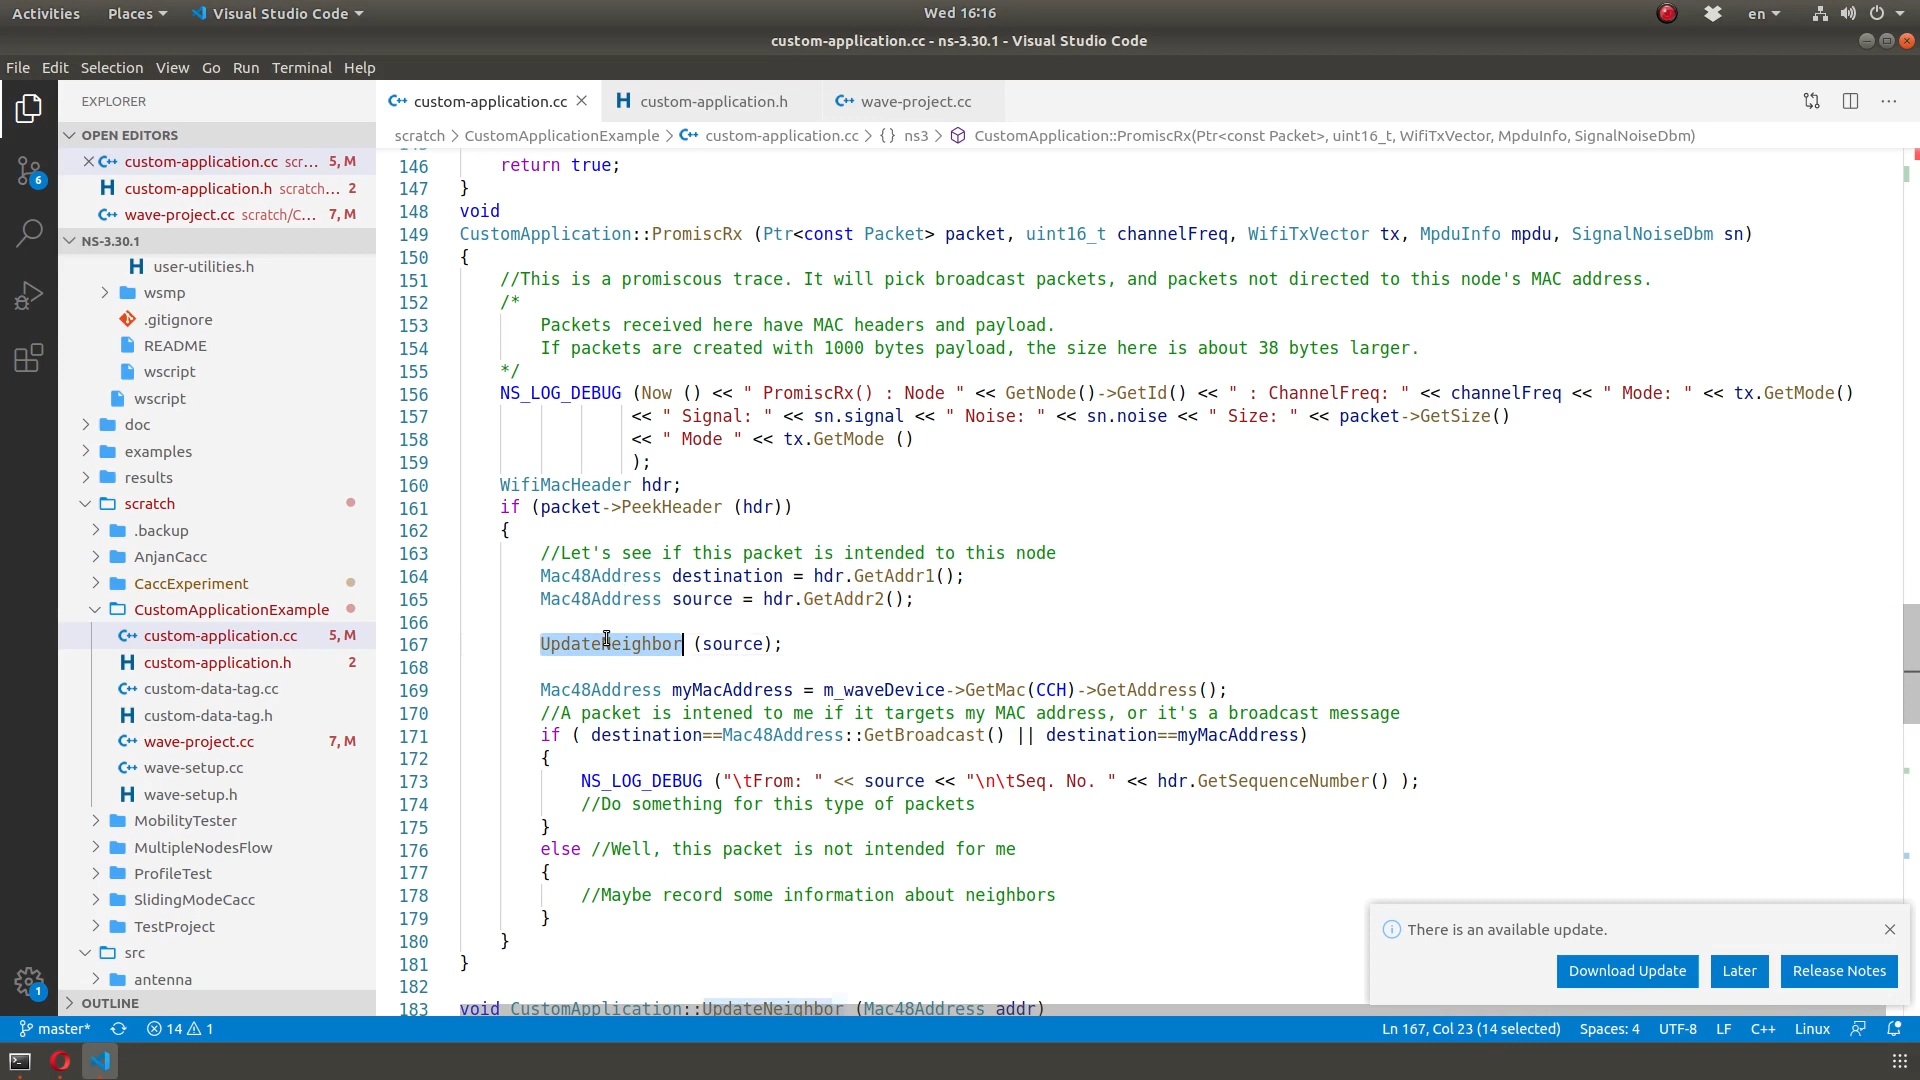 Activities Places Visual Studio Code Wed 16:16 en
custom-application.cc - ns-3.30.1 - Visual Studio Code
File Edit Selection View Go Run Terminal Help
EXPLORER
OPEN EDITORS
custom-application.cc scr... 5, M
custom-application.h scratch... 2
wave-project.cc scratch/C... 7, M
NS-3.30.1
user-utilities.h
wsmp
.gitignore
README
wscript
wscript
doc
examples
results
scratch
.backup
AnjanCacc
CaccExperiment
CustomApplicationExample
custom-application.cc 5, M
custom-application.h 2
custom-data-tag.cc
custom-data-tag.h
wave-project.cc 7, M
wave-setup.cc
wave-setup.h
MobilityTester
MultipleNodesFlow
ProfileTest
SlidingModeCacc
TestProject
src
antenna
OUTLINE
6
1
custom-application.cc custom-application.h wave-project.cc
scratch > CustomApplicationExample > custom-application.cc > {} ns3 > CustomApplication::PromiscRx(Ptr<const Packet>, uint16_t, WifiTxVector, MpduInfo, SignalNoiseDbm)
146 return true;
147 }
148 void
149 CustomApplication::PromiscRx (Ptr<const Packet> packet, uint16_t channelFreq, WifiTxVector tx, MpduInfo mpdu, SignalNoiseDbm sn)
150 {
151 //This is a promiscous trace. It will pick broadcast packets, and packets not directed to this node's MAC address.
152 /*
153 Packets received here have MAC headers and payload.
154 If packets are created with 1000 bytes payload, the size here is about 38 bytes larger.
155 */
156 NS_LOG_DEBUG (Now () << " PromiscRx() : Node " << GetNode()->GetId() << " : ChannelFreq: " << channelFreq << " Mode: " << tx.GetMode()
157 << " Signal: " << sn.signal << " Noise: " << sn.noise << " Size: " << packet->GetSize()
158 << " Mode " << tx.GetMode ()
159 );
160 WifiMacHeader hdr;
161 if (packet->PeekHeader (hdr))
162 {
163 //Let's see if this packet is intended to this node
164 Mac48Address destination = hdr.GetAddr1();
165 Mac48Address source = hdr.GetAddr2();
166
167 UpdateNeighbor (source);
168
169 Mac48Address myMacAddress = m_waveDevice->GetMac(CCH)->GetAddress();
170 //A packet is intened to me if it targets my MAC address, or it's a broadcast message
171 if ( destination==Mac48Address::GetBroadcast() || destination==myMacAddress)
172 {
173 NS_LOG_DEBUG ("\tFrom: " << source << "\n\tSeq. No. " << hdr.GetSequenceNumber() );
174 //Do something for this type of packets
175 }
176 else //Well, this packet is not intended for me
177 {
178 //Maybe record some information about neighbors
179 }
180 }
181 }
182
183 void CustomApplication::UpdateNeighbor (Mac48Address addr)
There is an available update.
Download Update Later Release Notes
master* 14 1 Ln 167, Col 23 (14 selected) Spaces: 4 UTF-8 LF C++ Linux